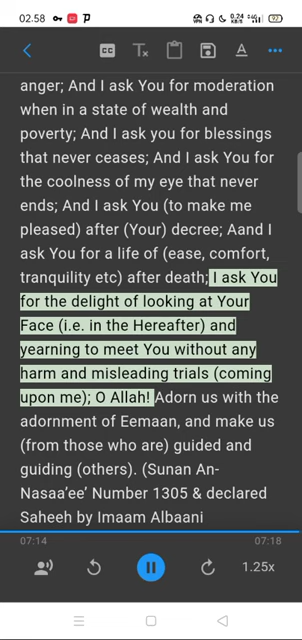 02.58
0.24 KB/S
92
CC
anger; And I ask You for moderation
when in a state of wealth and
poverty; And I ask you for blessings
that never ceases; And I ask You for
the coolness of my eye that never
ends; And I ask You (to make me
pleased) after (Your) decree; Aand I
ask You for a life of (ease, comfort,
tranquility etc) after death; I ask You
for the delight of looking at Your
Face (i.e. in the Hereafter) and
yearning to meet You without any
harm and misleading trials (coming
upon me); O Allah! Adorn us with the
adornment of Eemaan, and make us
(from those who are) guided and
guiding (others). (Sunan An-
Nasaa’ee’ Number 1305 & declared
Saheeh by Imaam Albaani
07:14
07:18
1.25x